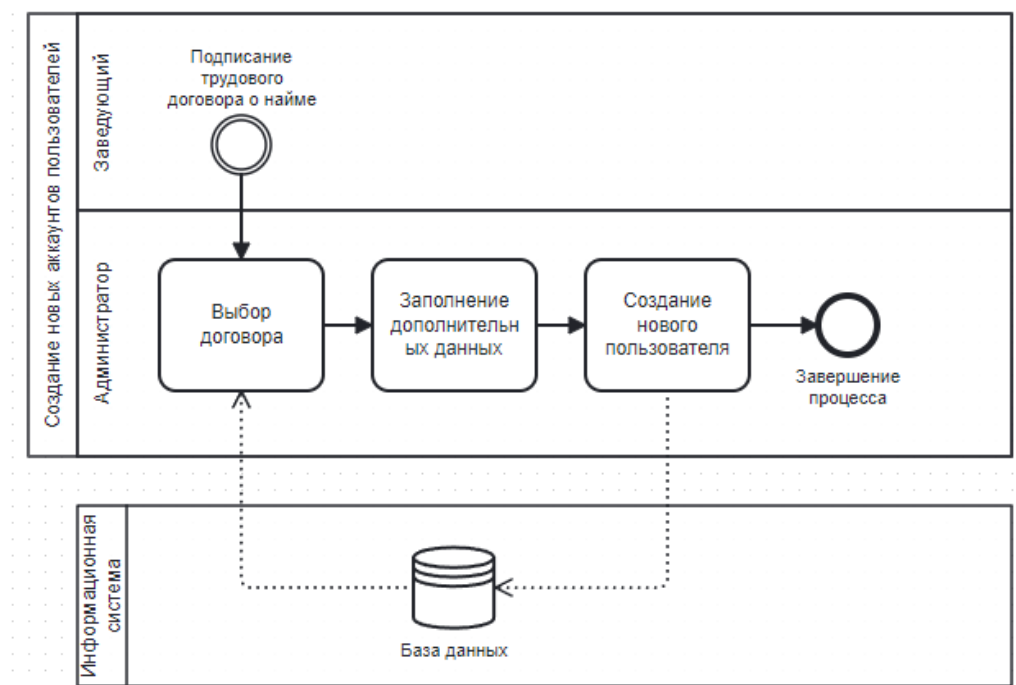 Создание новых аккаунтов пользователей
Заведующий
Подписание
трудового
договора о найме
Администратор
Выбор
договора
Заполнение
дополнительн
ых данных
Создание
нового
пользователя
Завершение
процесса
Информационная
система
База данных